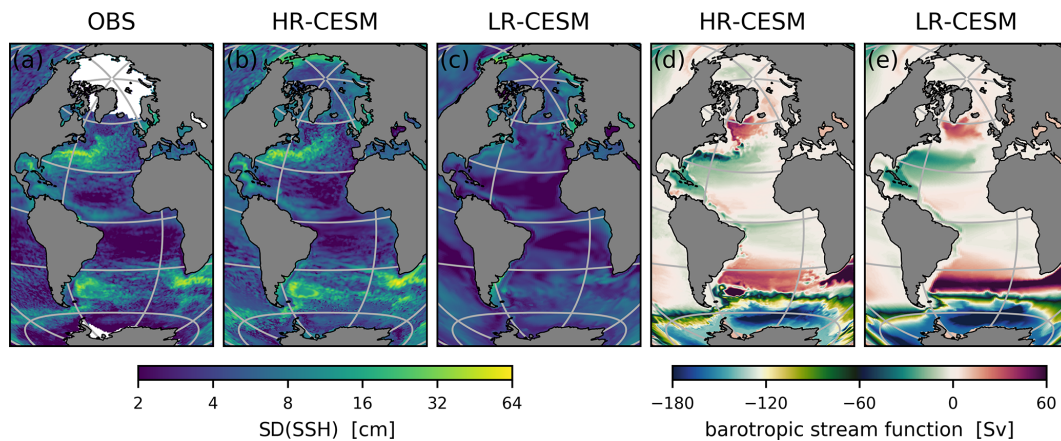 OBS HR-CESM LR-CESM HR-CESM LR-CESM
(a) (b) (c) (d) (e)
2 4 8 16 32 64 −180 −120 −60 0 60
SD(SSH) [cm] barotropic stream function [Sv]